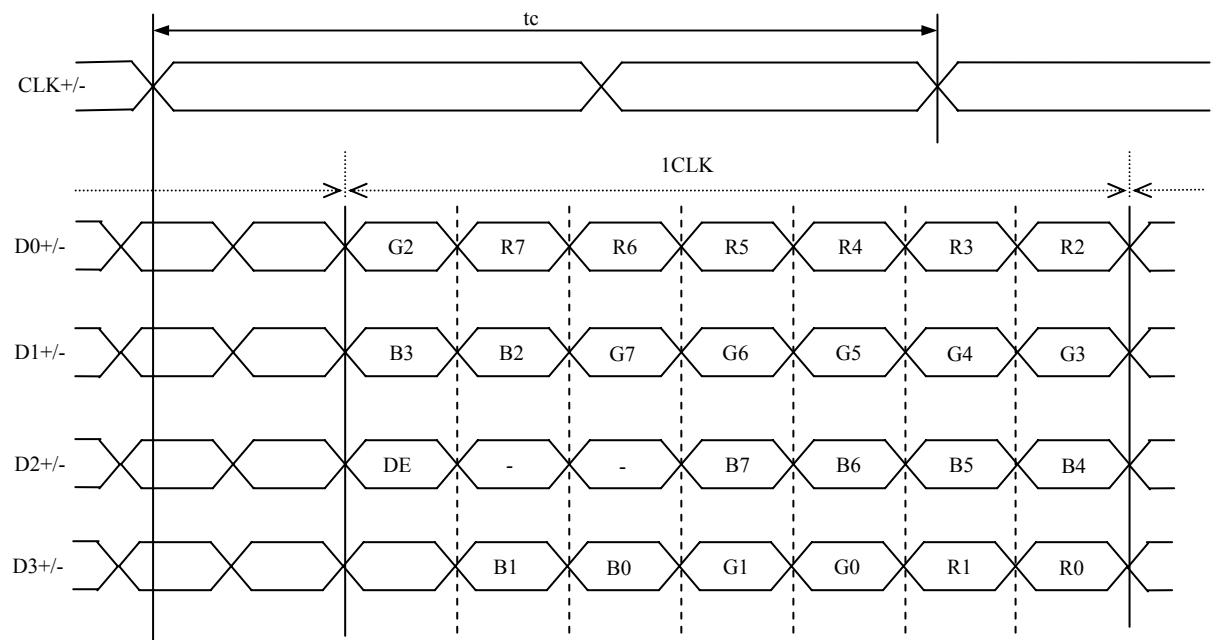 tc
CLK+/-
1CLK
D0+/- G2 R7 R6 R5 R4 R3 R2
D1+/- B3 B2 G7 G6 G5 G4 G3
D2+/- DE - - B7 B6 B5 B4
D3+/- B1 B0 G1 G0 R1 R0